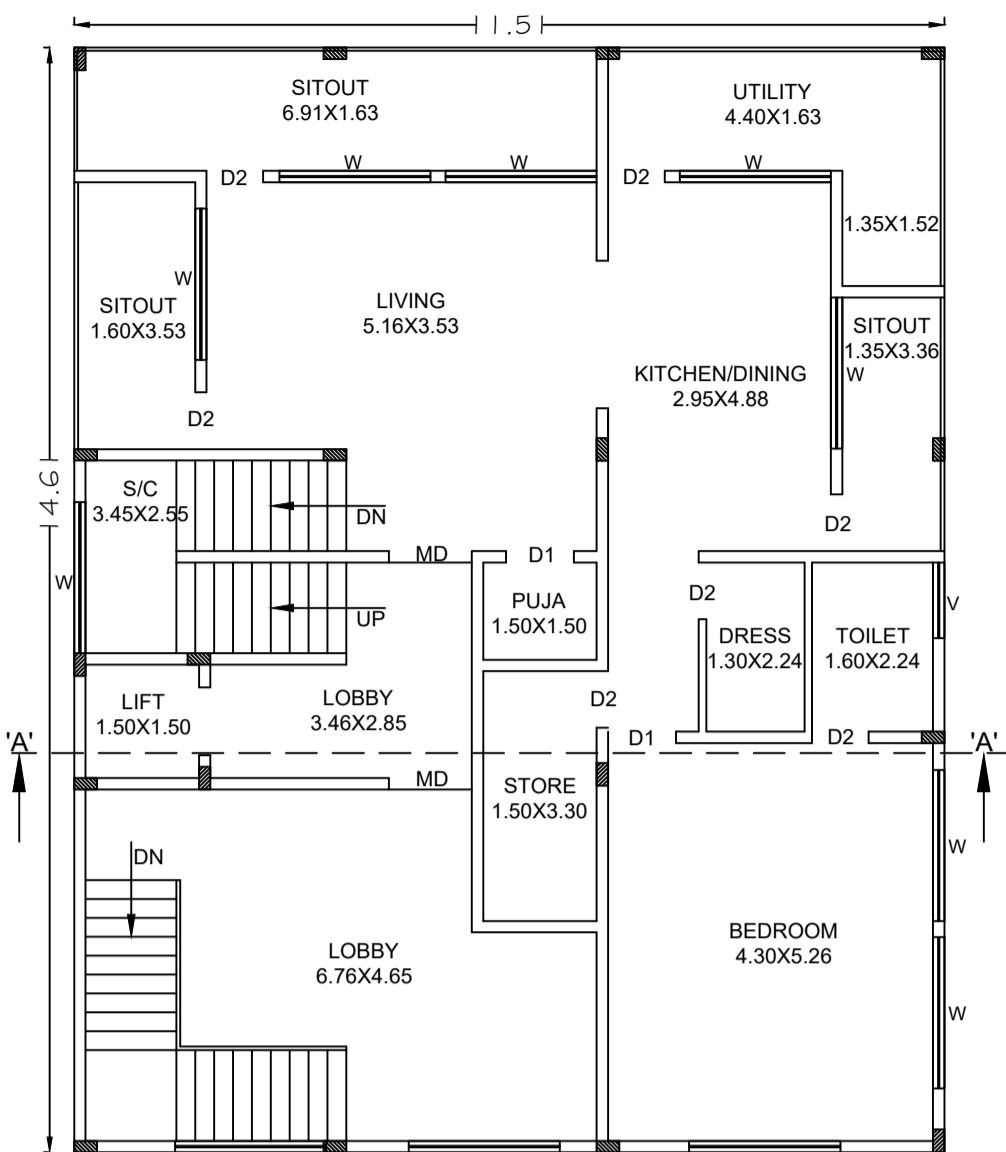 11.5
SITOUT
6.91X1.63
UTILITY
4.40X1.63
D2
W
W
D2
W
1.35X1.52
W
SITOUT
1.60X3.53
LIVING
5.16X3.53
SITOUT
1.35X3.36
W
KITCHEN/DINING
2.95X4.88
D2
14.6
S/C
3.45X2.55
DN
D2
MD
D1
W
UP
PUJA
1.50X1.50
D2
V
DRESS
1.30X2.24
TOILET
1.60X2.24
LIFT
1.50X1.50
LOBBY
3.46X2.85
D2
'A'
D1
D2
'A'
MD
STORE
1.50X3.30
DN
W
LOBBY
6.76X4.65
BEDROOM
4.30X5.26
W